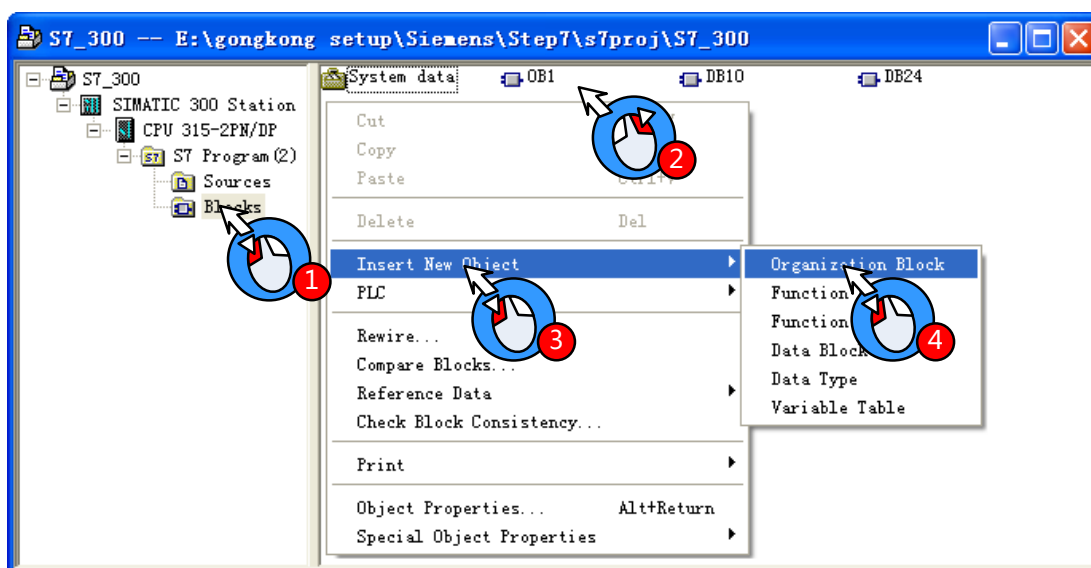 S7_300 -- E:\gongkong setup\Siemens\Step7\s7proj\S7_300
S7_300
SIMATIC 300 Station
CPU 315-2PN/DP
S7 Program(2)
Sources
Blocks
System data OB1 DB10 DB24
Cut
Copy
Paste
Delete Del
Insert New Object
PLC
Rewire...
Compare Blocks...
Reference Data
Check Block Consistency...
Print
Object Properties... Alt+Return
Special Object Properties
Organization Block
Function
Function
Data Block
Data Type
Variable Table
1
2
3
4